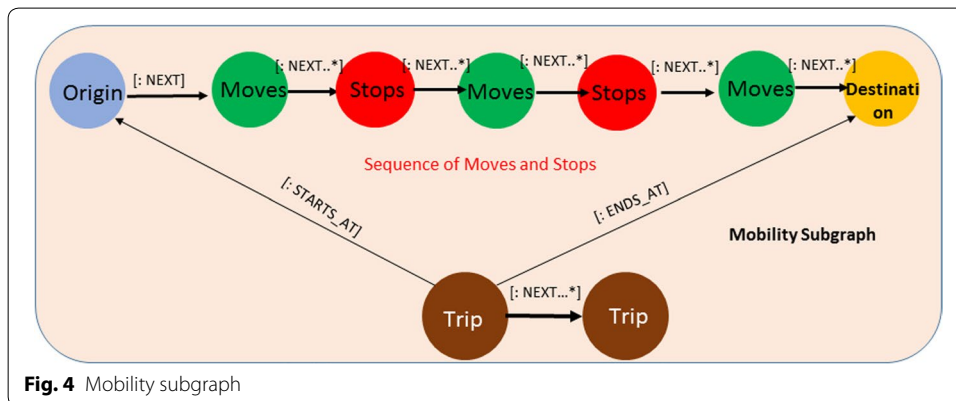 [: NEXT..*] [: NEXT..*] [: NEXT..*] [: NEXT..*] [: NEXT..*]
[: NEXT]
Origin Moves Stops Moves Stops Moves Destinati
on
Sequence of Moves and Stops
[: STARTS_AT] [: ENDS_AT]
Mobility Subgraph
[: NEXT...*]
Trip Trip
Fig. 4 Mobility subgraph